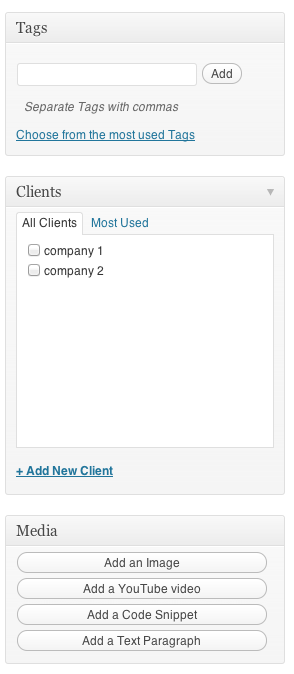 Tags
Add
Separate Tags with commas
Choose from the most used Tags
Clients
All Clients Most Used
company 1
company 2
+ Add New Client
Media
Add an Image
Add a YouTube video
Add a Code Snippet
Add a Text Paragraph